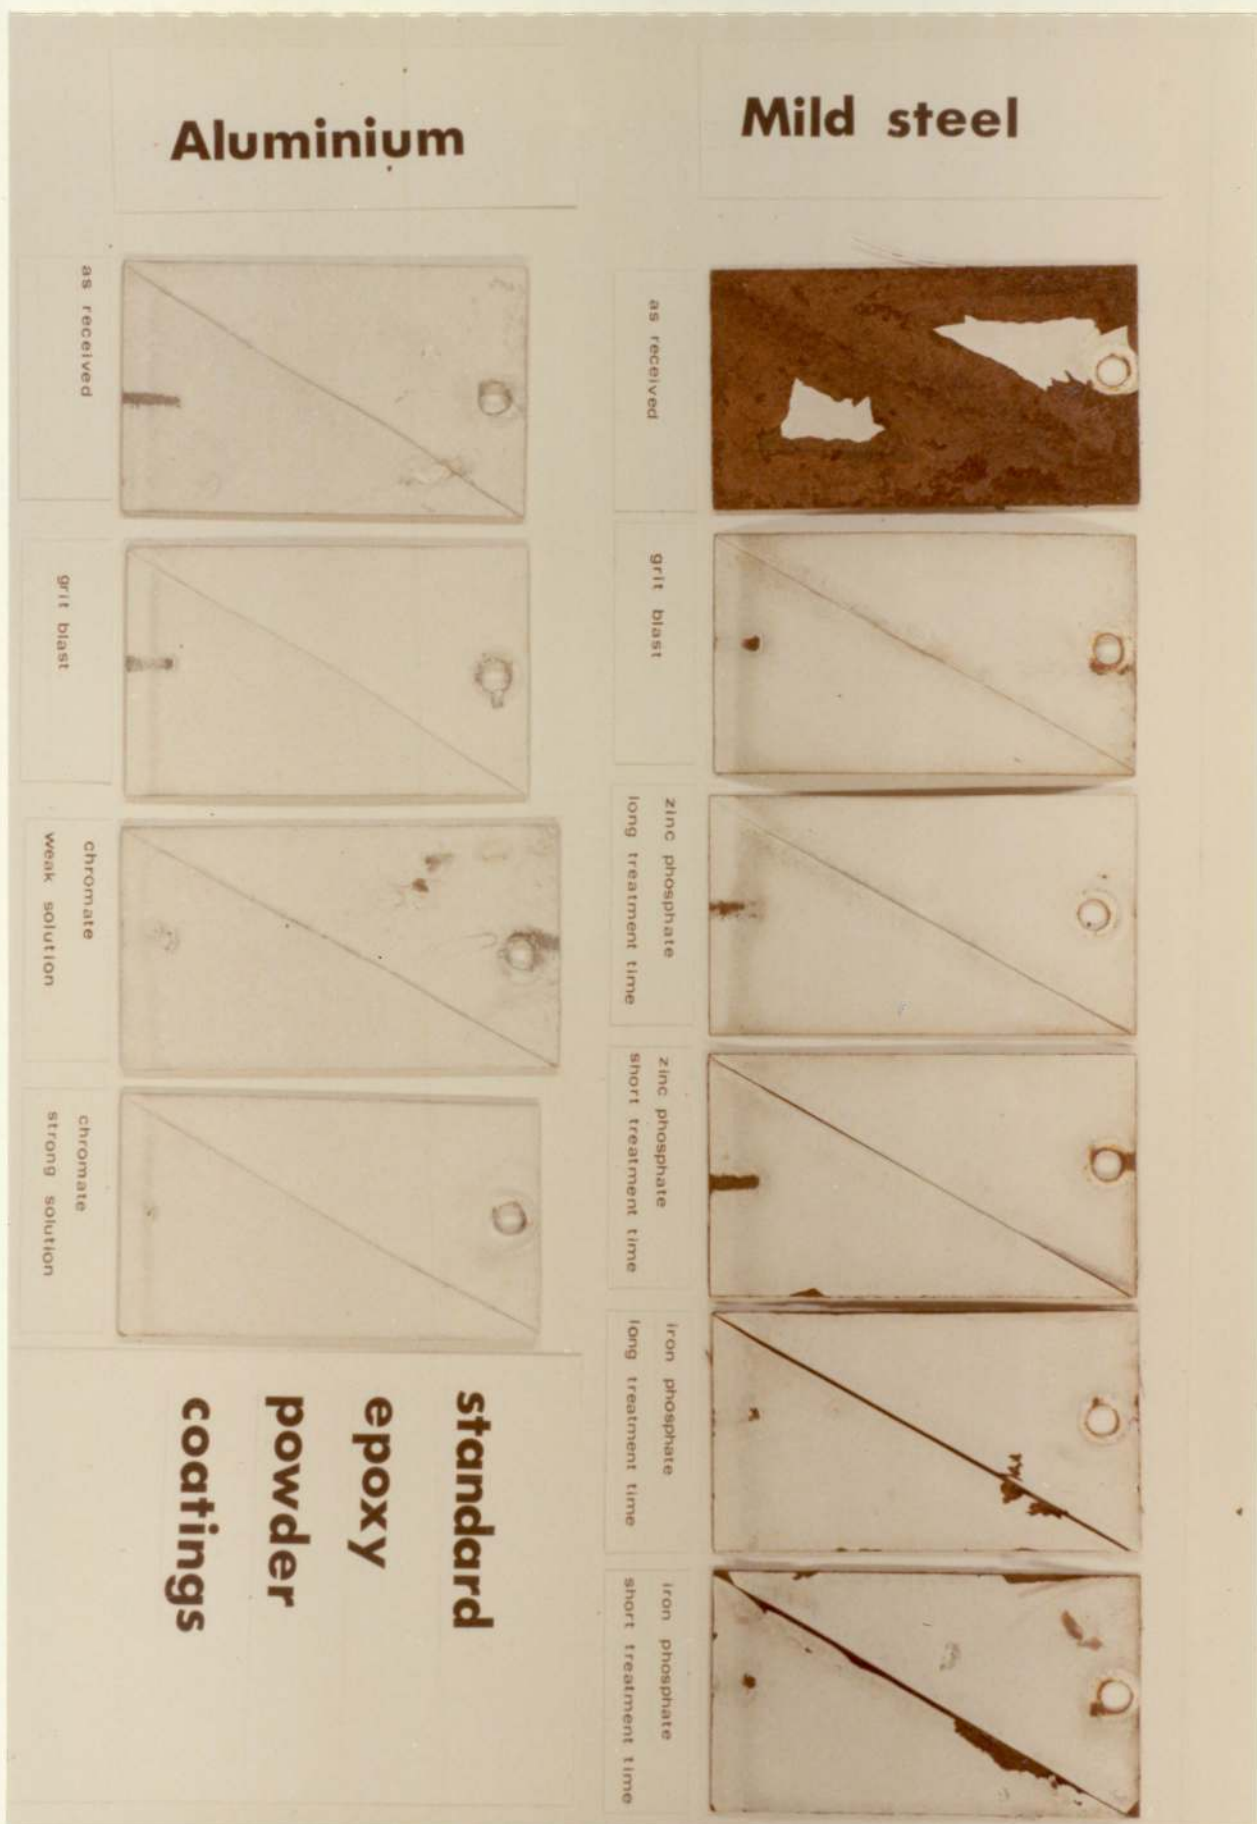 Aluminium
as received
grit blast
chromate
weak solution
chromate
strong solution
standard
epoxy
powder
coatings
Mild steel
as received
grit blast
zinc phosphate
long treatment time
zinc phosphate
short treatment time
iron phosphate
long treatment time
iron phosphate
short treatment time